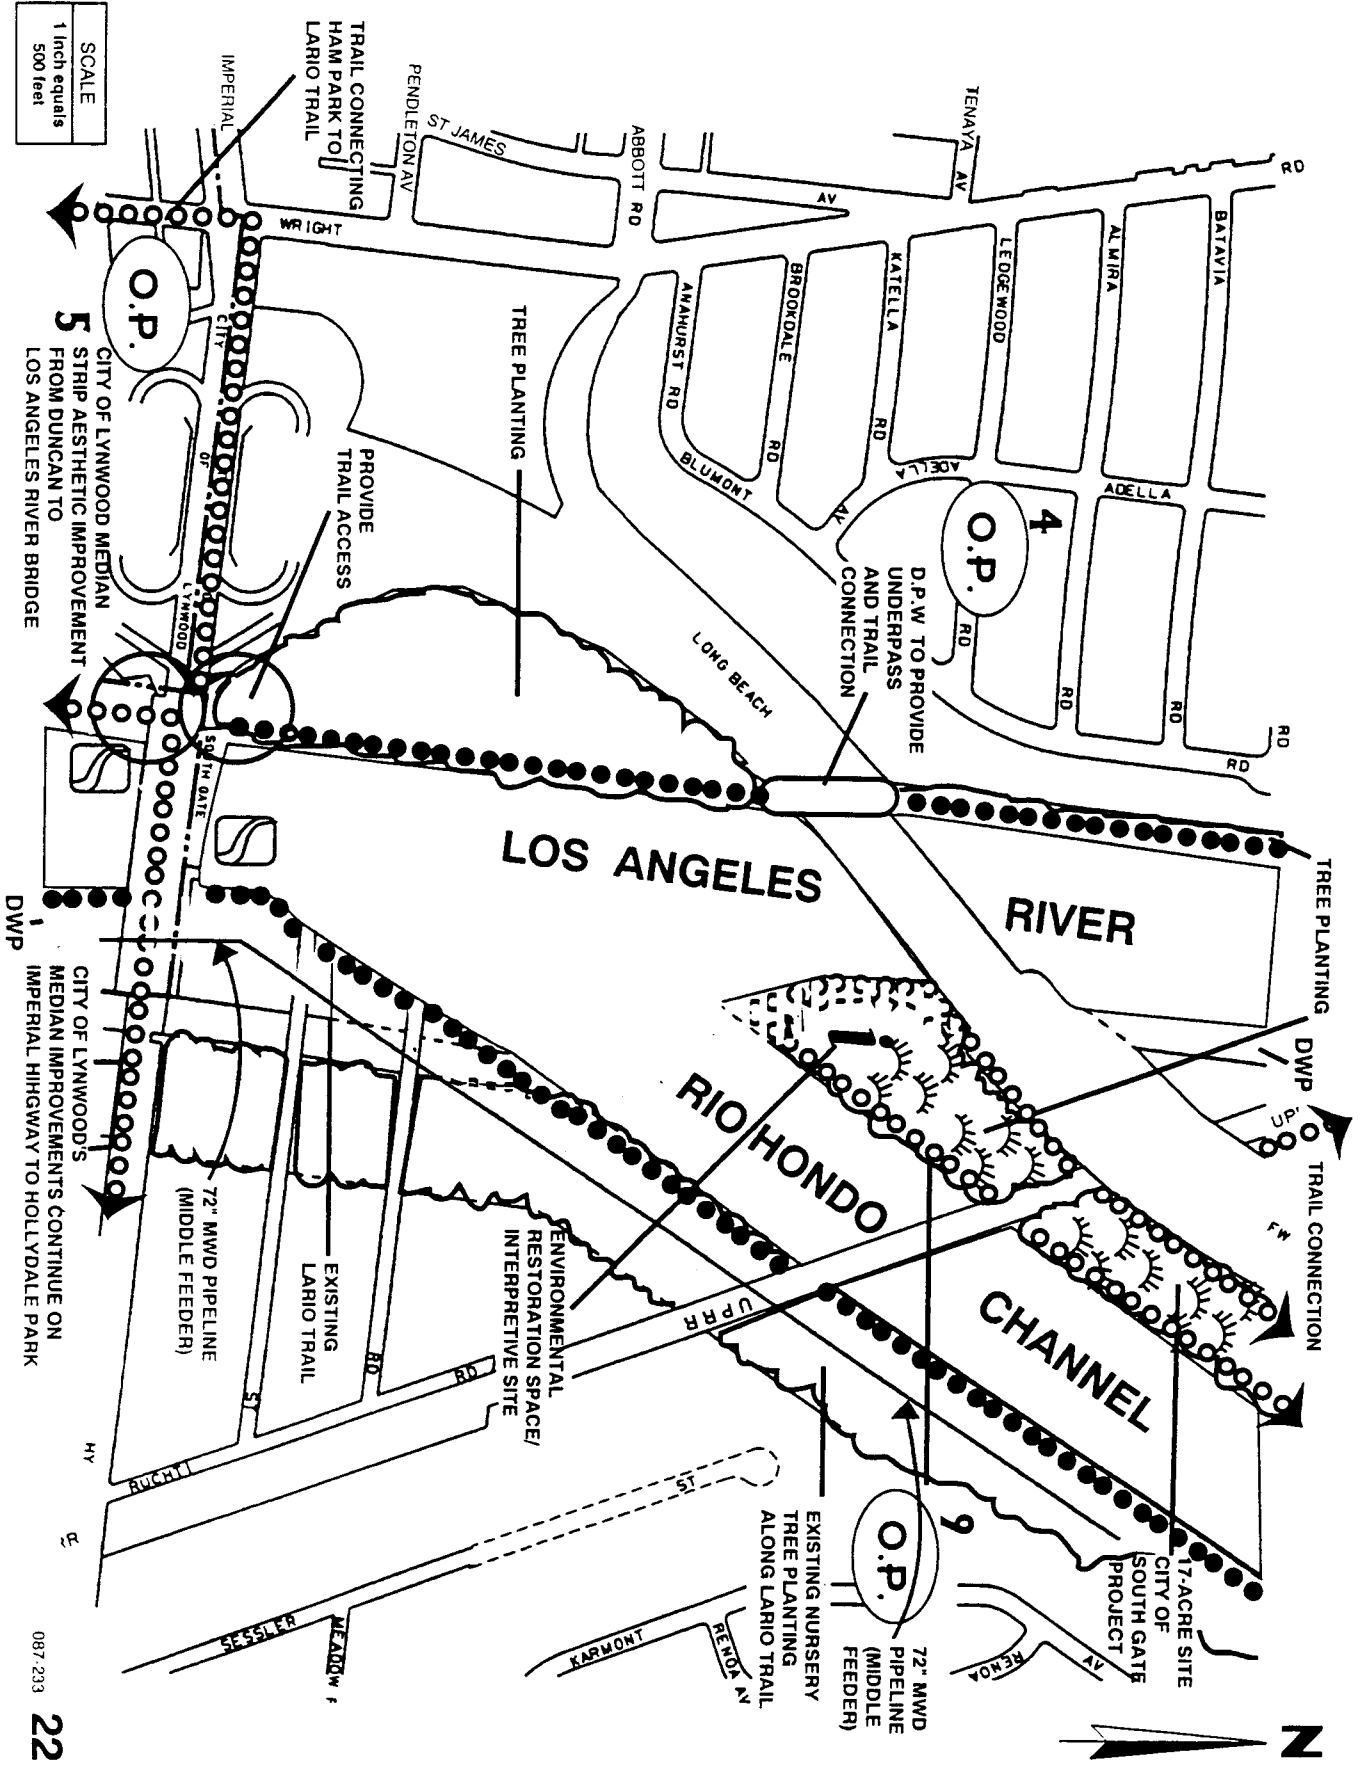 SCALE
1 inch equals
500 feet
IMPERIAL
TRAIL CONNECTING
HAM PARK TO
LARIO TRAIL
PENDLETON AV
ST JAMES
ABBOTT RD
TENAYA AV
RD
WRIGHT
AV
BATAVIA
ALMIRA
LEDGEWOOD
KATELLA
BROOKDALE
ANAHURST RD
RD
RD
BLUMONT
AV
ADELLA
ADELLA
O.P.
4
O.P.
RD
RD
RD
RD
RD
TREE PLANTING
CITY
OF
LYNWOOD
SOUTH GATE
5
CITY OF LYNWOOD MEDIAN
STRIP AESTHETIC IMPROVEMENT
FROM DUNCAN TO
LOS ANGELES RIVER BRIDGE
PROVIDE
TRAIL ACCESS
D.P.W TO PROVIDE
UNDERPASS
AND TRAIL
CONNECTION
LONG BEACH
LOS ANGELES
RIVER
TREE PLANTING
DWP
UP
TRAIL CONNECTION
FW
RIO HONDO
CHANNEL
DWP
CITY OF LYNWOOD'S
MEDIAN IMPROVEMENTS CONTINUE ON
IMPERIAL HIHGWAY TO HOLLYDALE PARK
72" MWD PIPELINE
(MIDDLE FEEDER)
EXISTING
LARIO TRAIL
ENVIRONMENTAL
RESTORATION SPACE/
INTERPRETIVE SITE
UPRR
RD
RD
ST
RUCHTI
HY
ST
EXISTING NURSERY
TREE PLANTING
ALONG LARIO TRAIL
O.P.
9
72" MWD
PIPELINE
(MIDDLE
FEEDER)
17-ACRE SITE
CITY OF
SOUTH GATE
PROJECT
SESSLER
MEADOW
KARMONT
RENOA AV
RENOA
AV
N
087-233
22